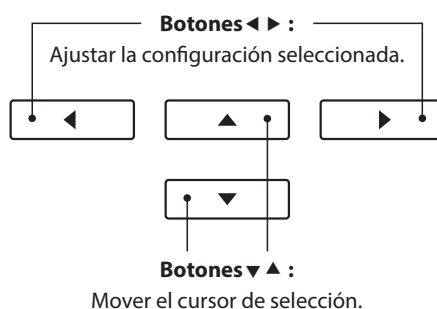 Botones ◀ ▶ :
Ajustar la configuración seleccionada.
◀ ▲ ▶
▼
Botones ▼ ▲ :
Mover el cursor de selección.